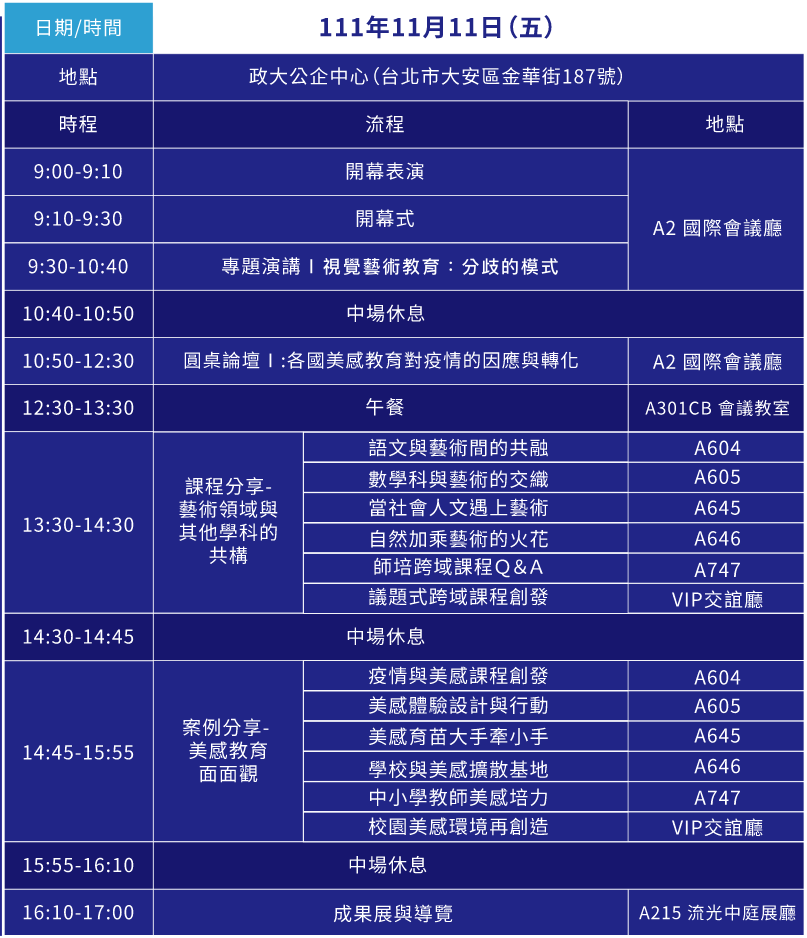 日期/時間
111年11月11日(五)
地點
政大公企中心(台北市大安區金華街187號)
時程
流程
地點
9:00-9:10
開幕表演
9:10-9:30
開幕式
A2 國際會議廳
9:30-10:40
專題演講Ⅰ視覺藝術教育：分歧的模式
10:40-10:50
中場休息
10:50-12:30
圓桌論壇Ⅰ:各國美感教育對疫情的因應與轉化
A2 國際會議廳
12:30-13:30
午餐
A301CB 會議教室
13:30-14:30
課程分享-
藝術領域與
其他學科的
共構
語文與藝術間的共融
A604
數學科與藝術的交織
A605
當社會人文遇上藝術
A645
自然加乘藝術的火花
A646
師培跨域課程Q&A
A747
議題式跨域課程創發
VIP交誼廳
14:30-14:45
中場休息
14:45-15:55
案例分享-
美感教育
面面觀
疫情與美感課程創發
A604
美感體驗設計與行動
A605
美感育苗大手牽小手
A645
學校與美感擴散基地
A646
中小學教師美感培力
A747
校園美感環境再創造
VIP交誼廳
15:55-16:10
中場休息
16:10-17:00
成果展與導覽
A215 流光中庭展廳